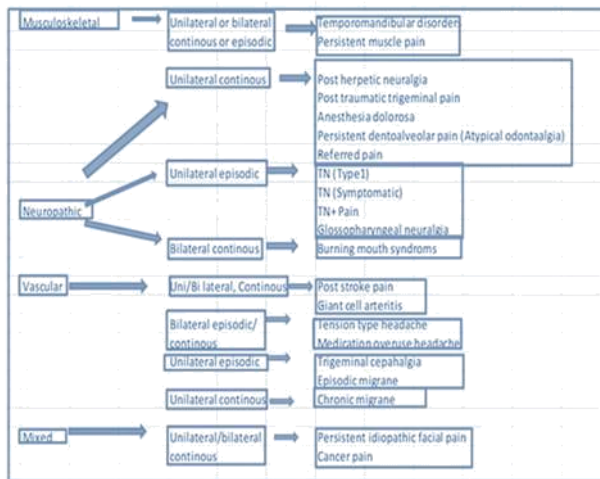 Musculoskeletal
Unilateral or bilateral
continous or episodic
Temporomandibular disorders
Persistent muscle pain
Unilateral continous
Post herpetic neuralgia
Post traumatic trigeminal pain
Anesthesia dolorosa
Persistent dentoalveolar pain (Atypical odontaalgia)
Referred pain
Neuropathic
Unilateral episodic
TN (Type1)
TN (Symptomatic)
TN+ Pain
Glossopharyngeal neuralgia
Bilateral continous
Burning mouth syndroms
Vascular
Uni/Bi lateral, Continous
Post stroke pain
Giant cell arteritis
Bilateral episodic/
continous
Tension type headache
Medication overuse headache
Unilateral episodic
Trigeminal cepahalgia
Episodic migrane
Unilateral continous
Chronic migrane
Mixed
Unilateral/bilateral
continous
Persistent idiopathic facial pain
Cancer pain